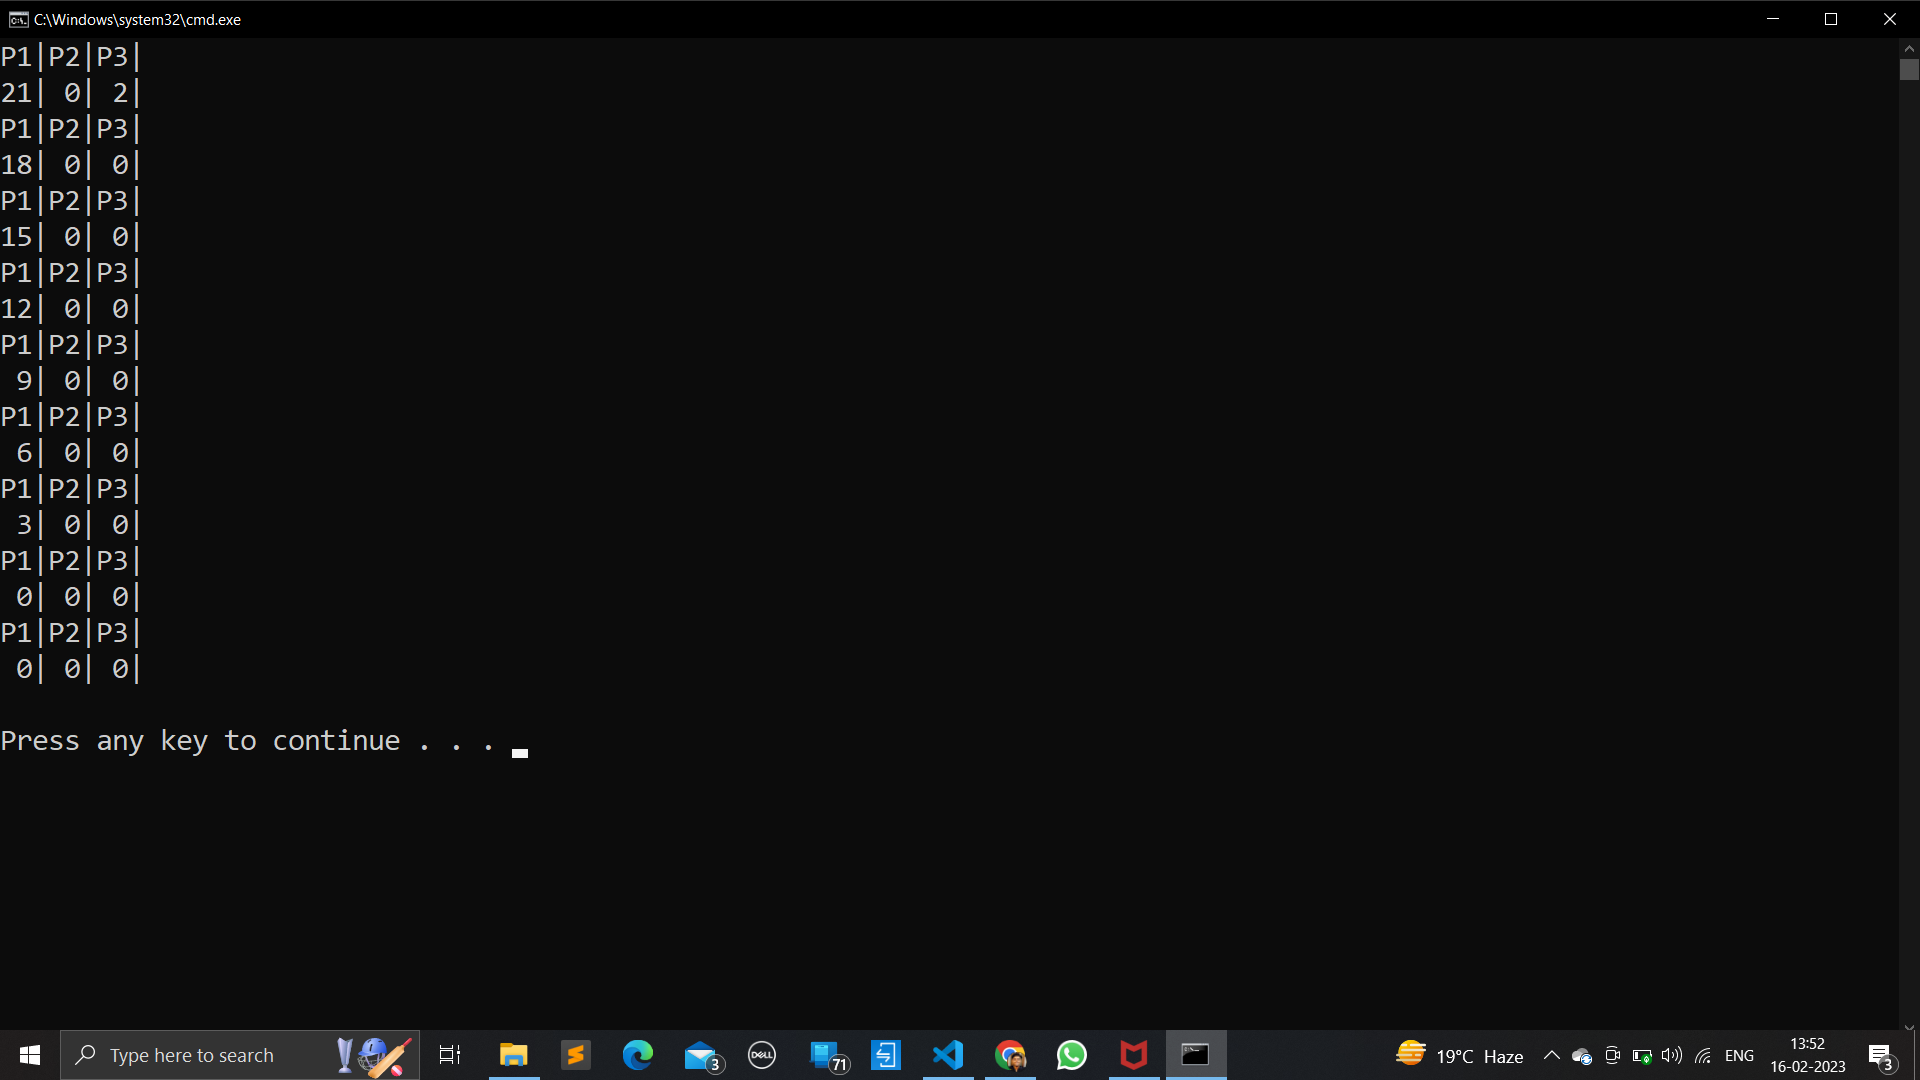 C:\Windows\system32\cmd.exe
P1|P2|P3|
21| 0| 2|
P1|P2|P3|
18| 0| 0|
P1|P2|P3|
15| 0| 0|
P1|P2|P3|
12| 0| 0|
P1|P2|P3|
 9| 0| 0|
P1|P2|P3|
 6| 0| 0|
P1|P2|P3|
 3| 0| 0|
P1|P2|P3|
 0| 0| 0|
P1|P2|P3|
 0| 0| 0|
Press any key to continue . . .
Type here to search
3
DELL
71
19°C Haze
ENG
13:52
16-02-2023
3